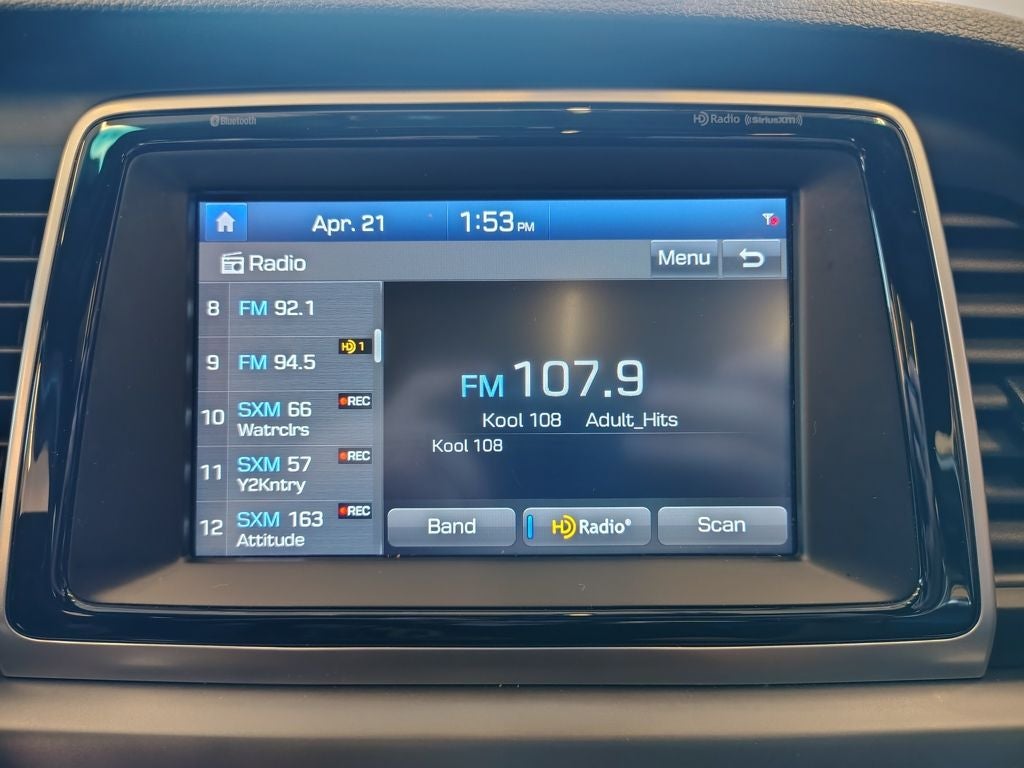 Bluetooth HD Radio ((SiriusXM))
Apr. 21 1:53 PM
Radio Menu
8 FM 92.1
HD 1
9 FM 94.5
REC
10 SXM 66
Watrclrs
REC
11 SXM 57
Y2Kntry
REC
12 SXM 163
Attitude
FM 107.9
Kool 108 Adult_Hits
Kool 108
Band HD Radio® Scan